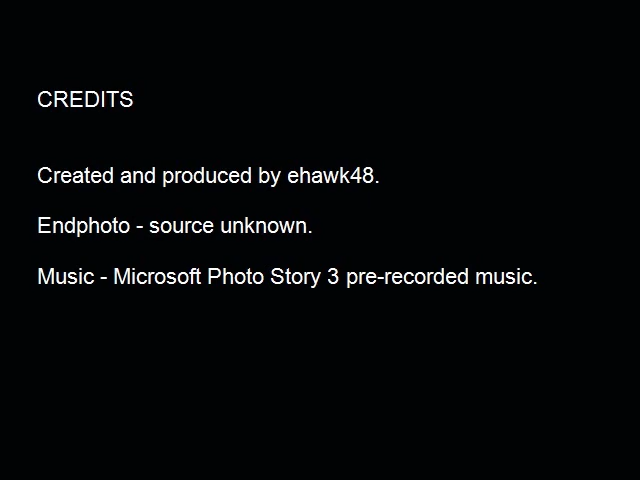 CREDITS
Created and produced by ehawk48.
Endphoto - source unknown.
Music - Microsoft Photo Story 3 pre-recorded music.